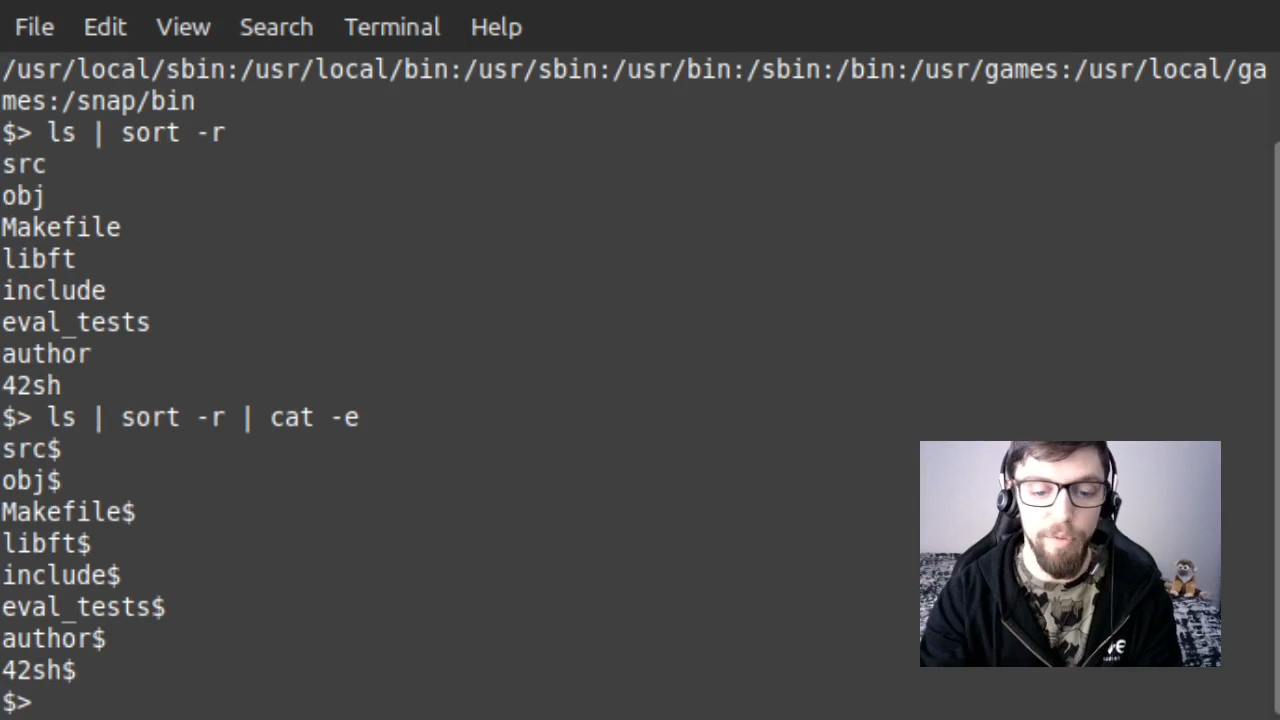 File Edit View Search Terminal Help
/usr/local/sbin:/usr/local/bin:/usr/sbin:/usr/bin:/sbin:/bin:/usr/games:/usr/local/ga
mes:/snap/bin
$> ls | sort -r
src
obj
Makefile
libft
include
eval_tests
author
42sh
$> ls | sort -r | cat -e
src$
obj$
Makefile$
libft$
include$
eval_tests$
author$
42sh$
$>